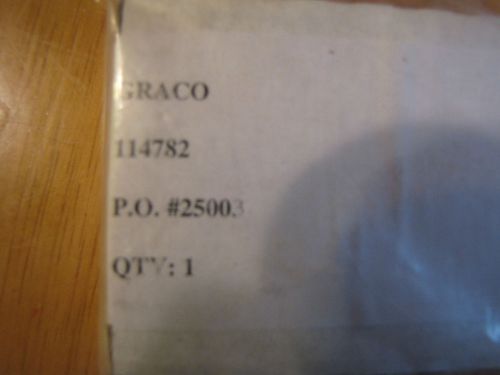 GRACO
114782
P.O. #25003
QTY: 1